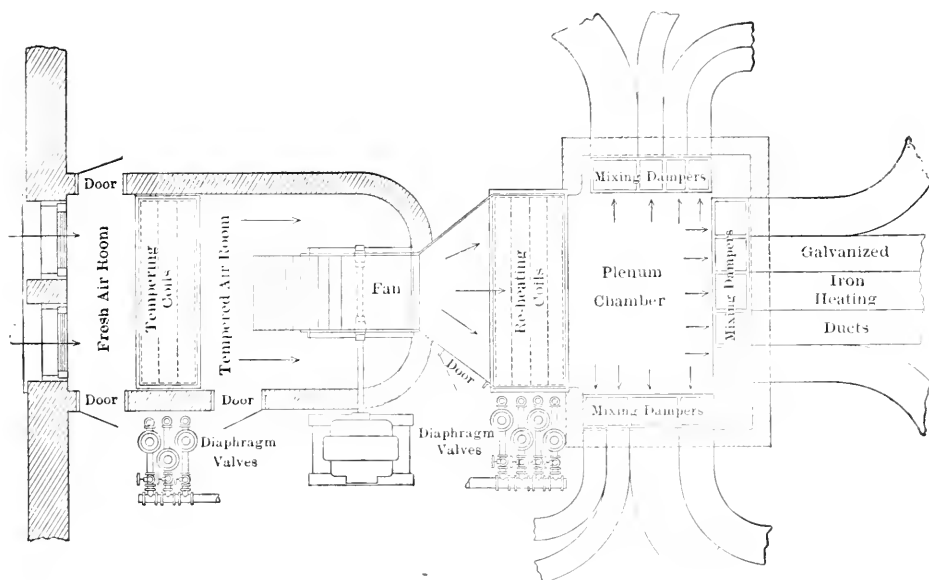 Door
Fresh Air Room
Tempering
Coils
Tempered Air Room
Door
Door
Diaphragm
Valves
Fan
Door
Diaphragm
Valves
Re-heating
Coils
Mixing Dampers
Plenum
Chamber
Mixing Dampers
Mixing Dampers
Galvanized
Iron
Heating
Ducts